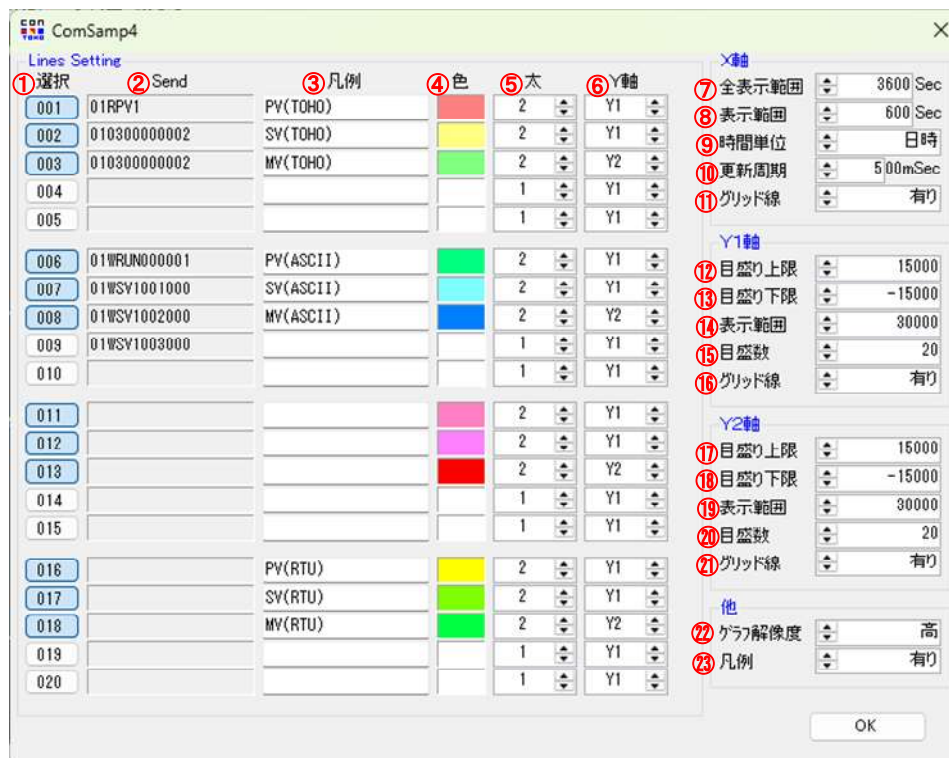 CON TOHO ComSamp4
Lines Setting
①選択 ②Send ③凡例 ④色 ⑤太 ⑥Y軸
001 01RPV1 PV(TOHO) 2 Y1
002 010300000002 SV(TOHO) 2 Y1
003 010300000002 MV(TOHO) 2 Y2
004 1 Y1
005 1 Y1
006 01WRUN000001 PV(ASCII) 2 Y1
007 01WSV1001000 SV(ASCII) 2 Y1
008 01WSV1002000 MV(ASCII) 2 Y2
009 01WSV1003000 1 Y1
010 1 Y1
011 2 Y1
012 2 Y1
013 2 Y2
014 1 Y1
015 1 Y1
016 PV(RTU) 2 Y1
017 SV(RTU) 2 Y1
018 MV(RTU) 2 Y2
019 1 Y1
020 1 Y1
X軸
⑦全表示範囲 3600 Sec
⑧表示範囲 600 Sec
⑨時間単位 日時
⑩更新周期 500mSec
⑪グリッド線 有り
Y1軸
⑫目盛り上限 15000
⑬目盛り下限 -15000
⑭表示範囲 30000
⑮目盛数 20
⑯グリッド線 有り
Y2軸
⑰目盛り上限 15000
⑱目盛り下限 -15000
⑲表示範囲 30000
⑳目盛数 20
㉑グリッド線 有り
他
㉒グラフ解像度 高
㉓凡例 有り
OK